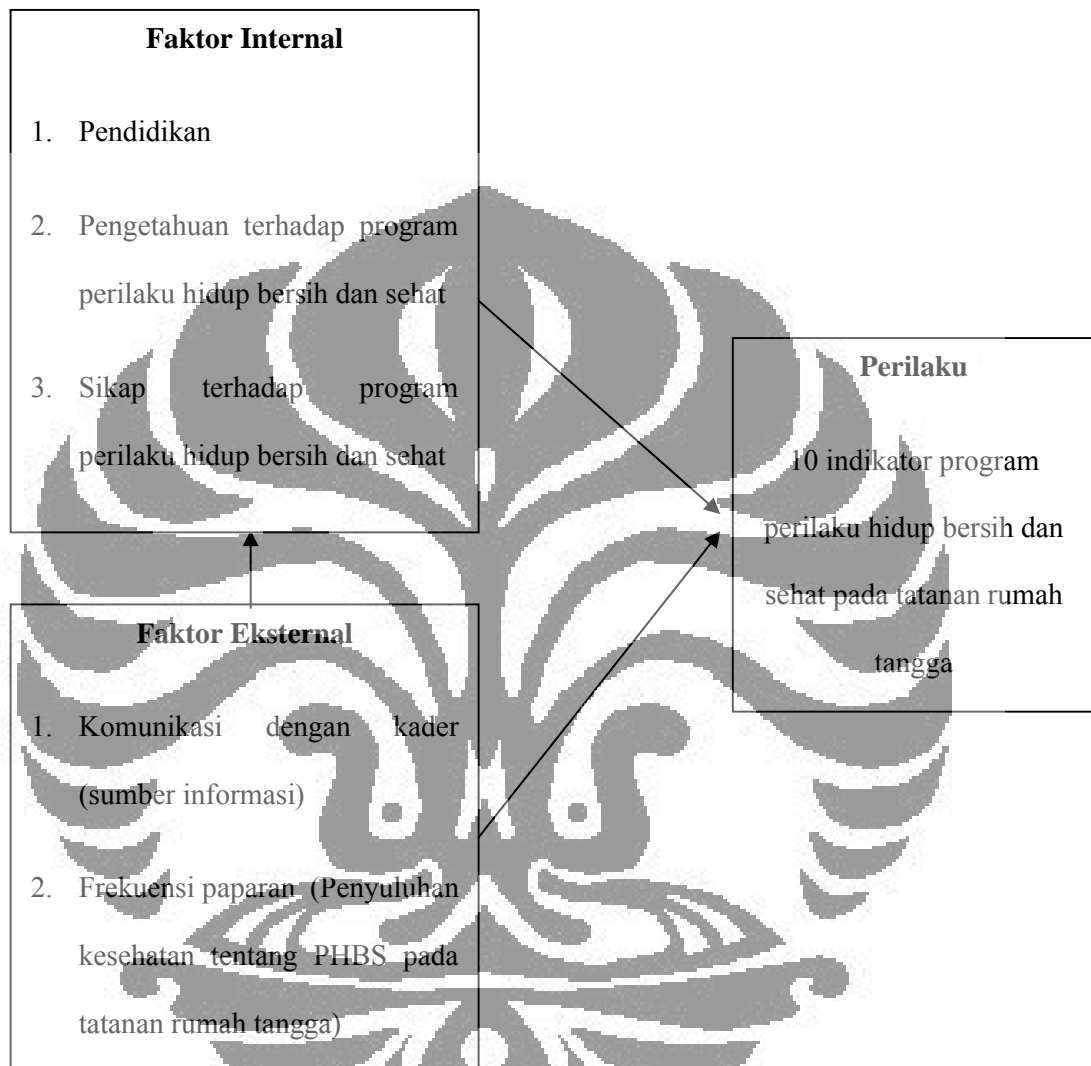 Faktor Internal
1. Pendidikan
2. Pengetahuan terhadap program
perilaku hidup bersih dan sehat
3. Sikap terhadap program
perilaku hidup bersih dan sehat
Faktor Eksternal
1. Komunikasi dengan kader
(sumber informasi)
2. Frekuensi paparan (Penyuluhan
kesehatan tentang PHBS pada
tatanan rumah tangga)
Perilaku
10 indikator program
perilaku hidup bersih dan
sehat pada tatanan rumah
tangga